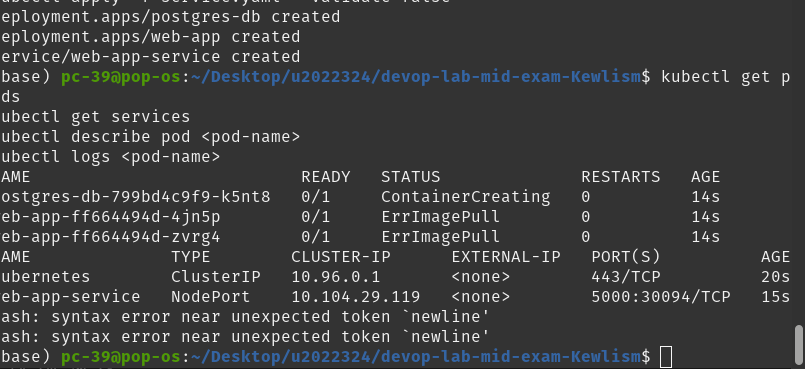 eployment.apps/postgres-db created
eployment.apps/web-app created
ervice/web-app-service created
base) pc-39@pop-os:~/Desktop/u2022324/devop-lab-mid-exam-Kewlism$ kubectl get p
ds
ubectl get services
ubectl describe pod <pod-name>
ubectl logs <pod-name>
AME READY STATUS RESTARTS AGE
ostgres-db-799bd4c9f9-k5nt8 0/1 ContainerCreating 0 14s
eb-app-ff664494d-4jn5p 0/1 ErrImagePull 0 14s
eb-app-ff664494d-zvrg4 0/1 ErrImagePull 0 14s
AME TYPE CLUSTER-IP EXTERNAL-IP PORT(S) AGE
ubernetes ClusterIP 10.96.0.1 <none> 443/TCP 20s
eb-app-service NodePort 10.104.29.119 <none> 5000:30094/TCP 15s
ash: syntax error near unexpected token `newline'
ash: syntax error near unexpected token `newline'
base) pc-39@pop-os:~/Desktop/u2022324/devop-lab-mid-exam-Kewlism$